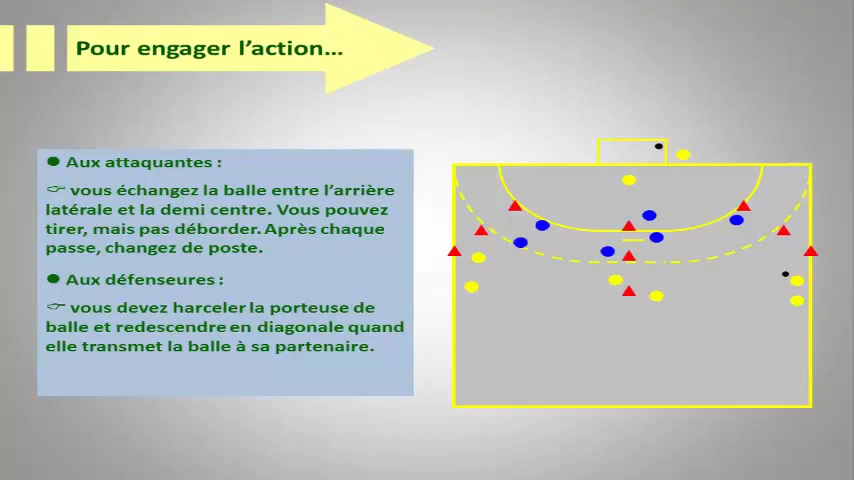 Pour engager l'action…
● Aux attaquantes :
☞ vous échangez la balle entre l'arrière
latérale et la demi centre. Vous pouvez
tirer, mais pas déborder. Après chaque
passe, changez de poste.
● Aux défenseures :
☞ vous devez harceler la porteuse de
balle et redescendre en diagonale quand
elle transmet la balle à sa partenaire.